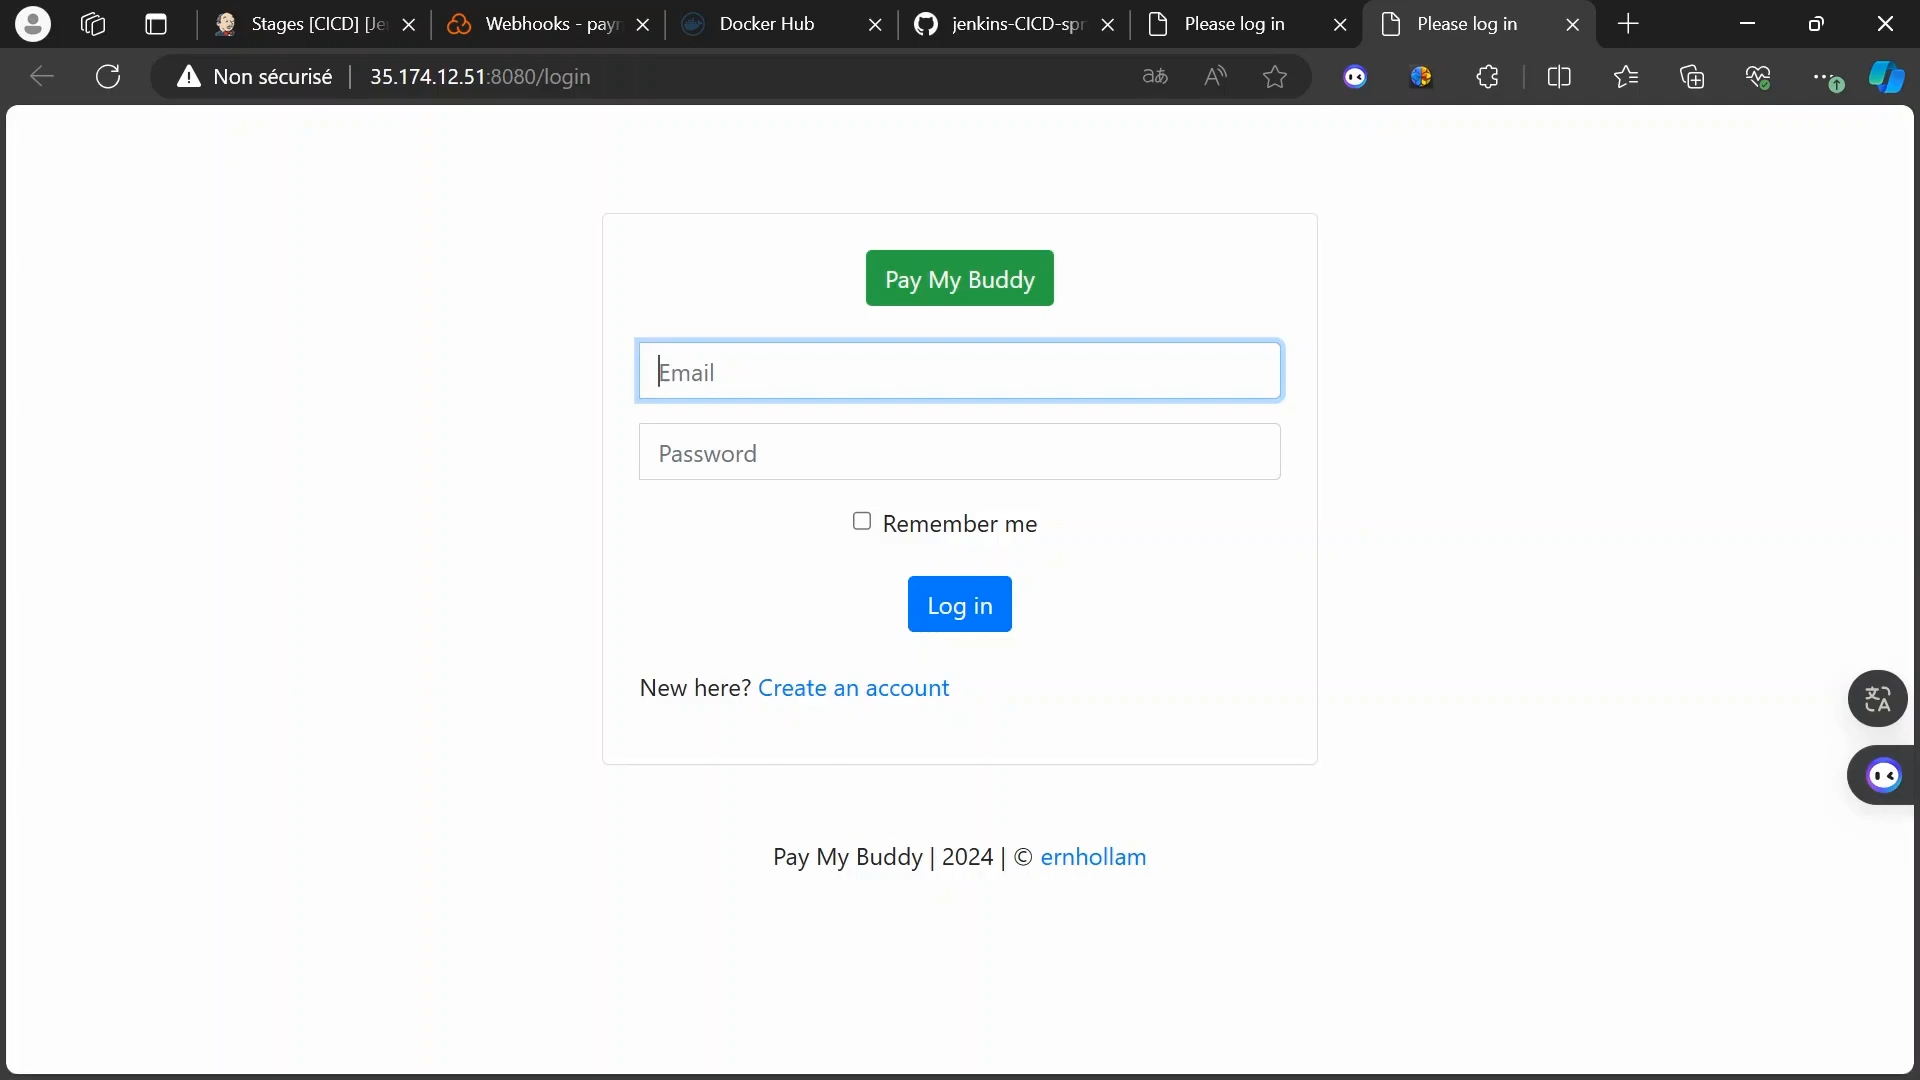 Stages [CICD] [Je
Webhooks - payn
Docker Hub
jenkins-CICD-spr
Please log in
Please log in
Non sécurisé
35.174.12.51:8080/login
Pay My Buddy
Email
Password
Remember me
Log in
New here? Create an account
Pay My Buddy | 2024 | © ernhollam